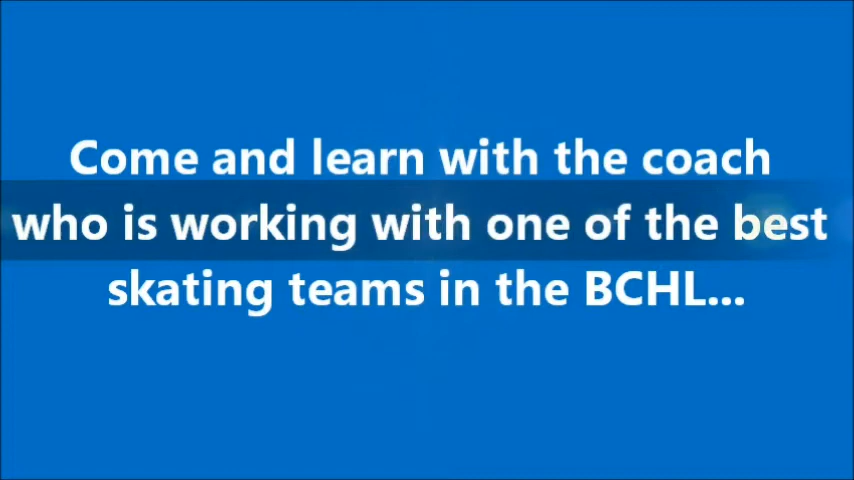 Come and learn with the coach
who is working with one of the best
skating teams in the BCHL...